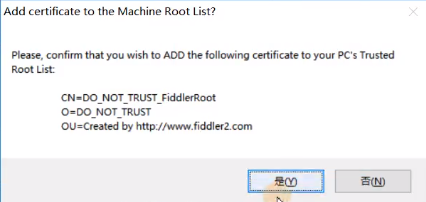 Add certificate to the Machine Root List?
Please, confirm that you wish to ADD the following certificate to your PC's Trusted
Root List:
CN=DO_NOT_TRUST_FiddlerRoot
O=DO_NOT_TRUST
OU=Created by http://www.fiddler2.com
是(Y) 否(N)